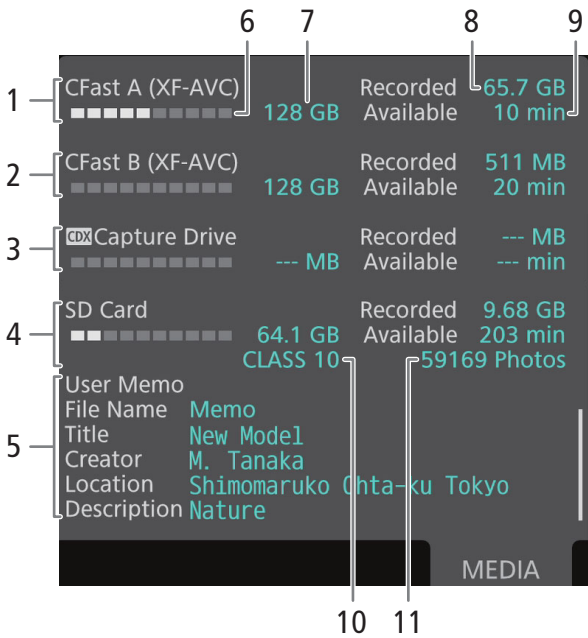 6 7 8 9
1 CFast A (XF-AVC) Recorded 65.7 GB
128 GB Available 10 min
2 CFast B (XF-AVC) Recorded 511 MB
128 GB Available 20 min
3 CDX Capture Drive Recorded --- MB
--- MB Available --- min
4 SD Card Recorded 9.68 GB
64.1 GB Available 203 min
CLASS 10 59169 Photos
5 User Memo
File Name Memo
Title New Model
Creator M. Tanaka
Location Shimomaruko Ohta-ku Tokyo
Description Nature
MEDIA
10 11